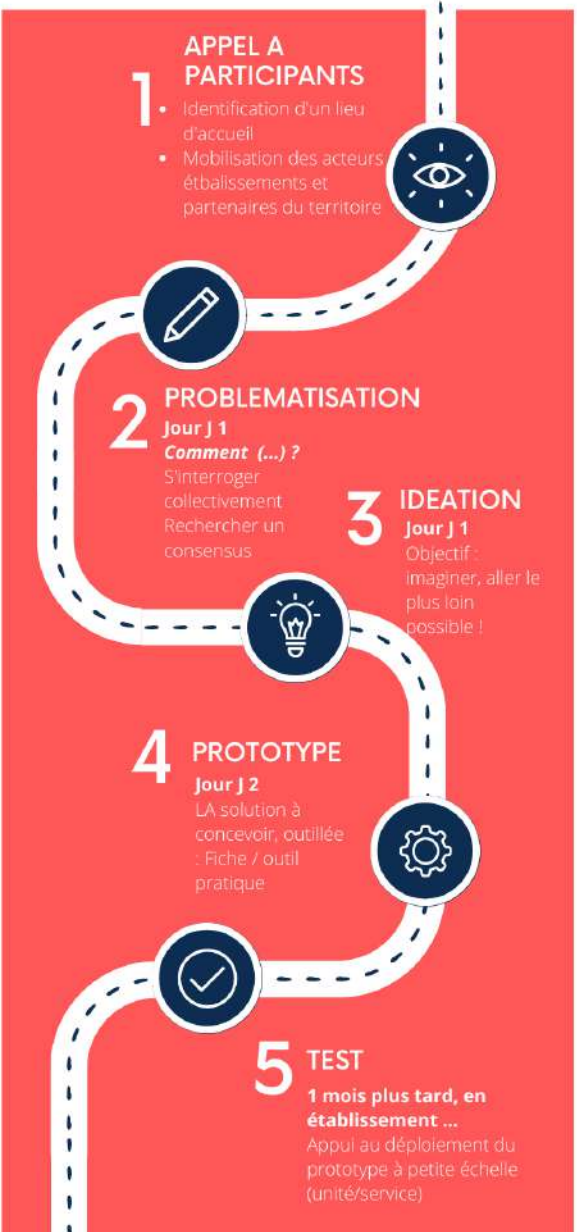 1
APPEL A
PARTICIPANTS
• Identification d'un lieu
d'accueil
• Mobilisation des acteurs
étbalissements et
partenaires du territoire
2
PROBLEMATISATION
Jour J 1
Comment (...) ?
S'interroger
collectivement
Rechercher un
consensus
3
IDEATION
Jour J 1
Objectif :
imaginer, aller le
plus loin
possible !
4
PROTOTYPE
Jour J 2
LA solution à
concevoir, outillée
: Fiche / outil
pratique
5
TEST
1 mois plus tard, en
établissement ...
Appui au déploiement du
prototype à petite échelle
(unité/service)